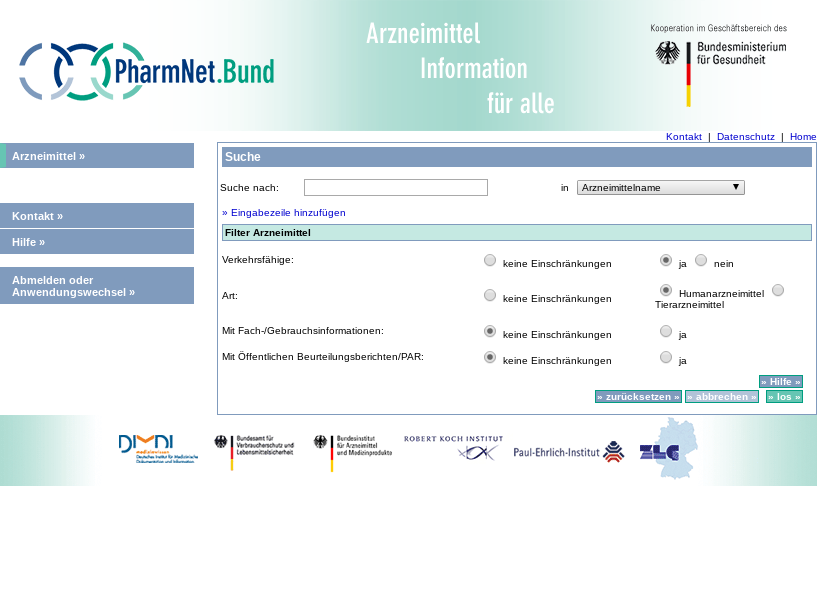 PharmNet.Bund
Arzneimittel
Information
für alle
Kooperation im Geschäftsbereich des
Bundesministerium
für Gesundheit
Kontakt | Datenschutz | Home
Arzneimittel »
Kontakt »
Hilfe »
Abmelden oder
Anwendungswechsel »
Suche
Suche nach: in Arzneimittelname
» Eingabezeile hinzufügen
Filter Arzneimittel
Verkehrsfähige: keine Einschränkungen ja nein
Art: keine Einschränkungen Humanarzneimittel
Tierarzneimittel
Mit Fach-/Gebrauchsinformationen: keine Einschränkungen ja
Mit Öffentlichen Beurteilungsberichten/PAR: keine Einschränkungen ja
» Hilfe »
» zurücksetzen » » abbrechen » » los »
DIMDI
medizinwissen
Deutsches Institut für Medizinische
Dokumentation und Information
Bundesamt für
Verbraucherschutz und
Lebensmittelsicherheit
Bundesinstitut
für Arzneimittel
und Medizinprodukte
ROBERT KOCH INSTITUT
Paul-Ehrlich-Institut
ZLG